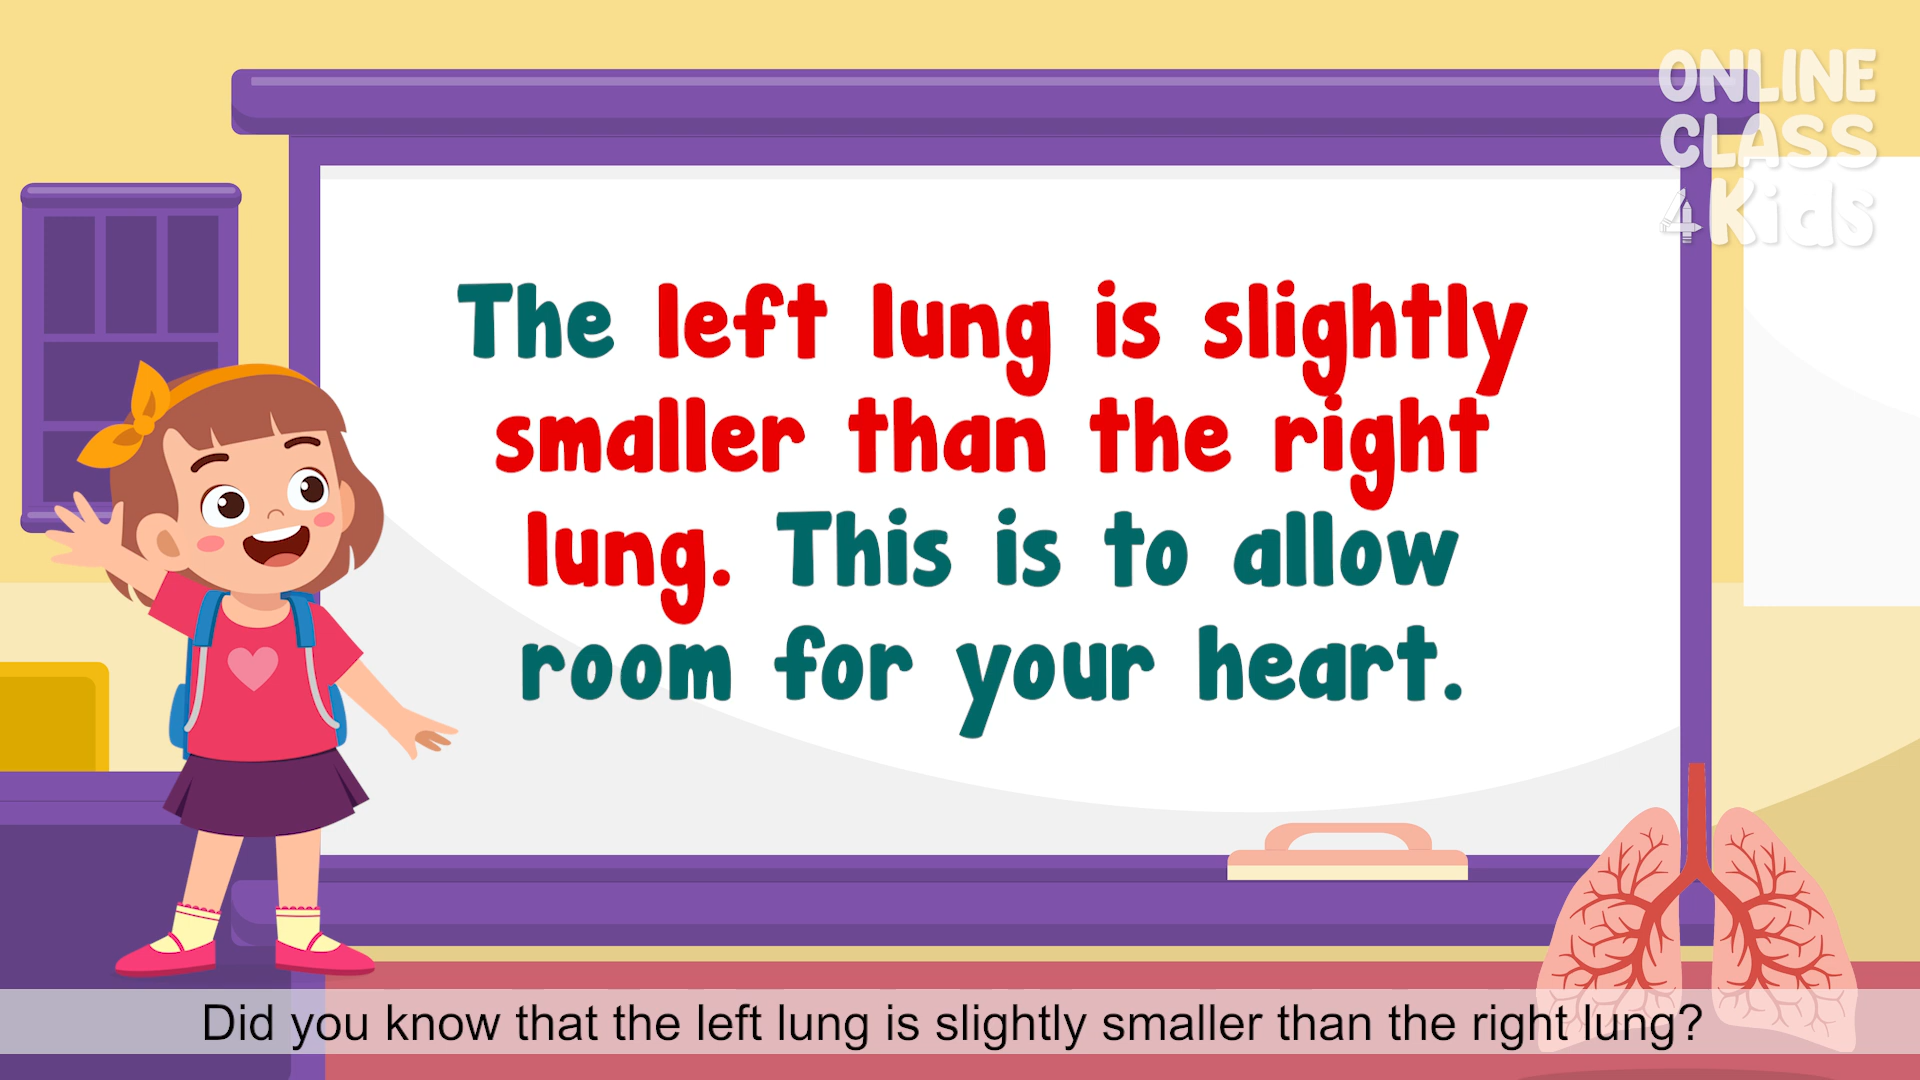 ONLINE
CLASS
4Kids
The left lung is slightly
smaller than the right
lung. This is to allow
room for your heart.
Did you know that the left lung is slightly smaller than the right lung?